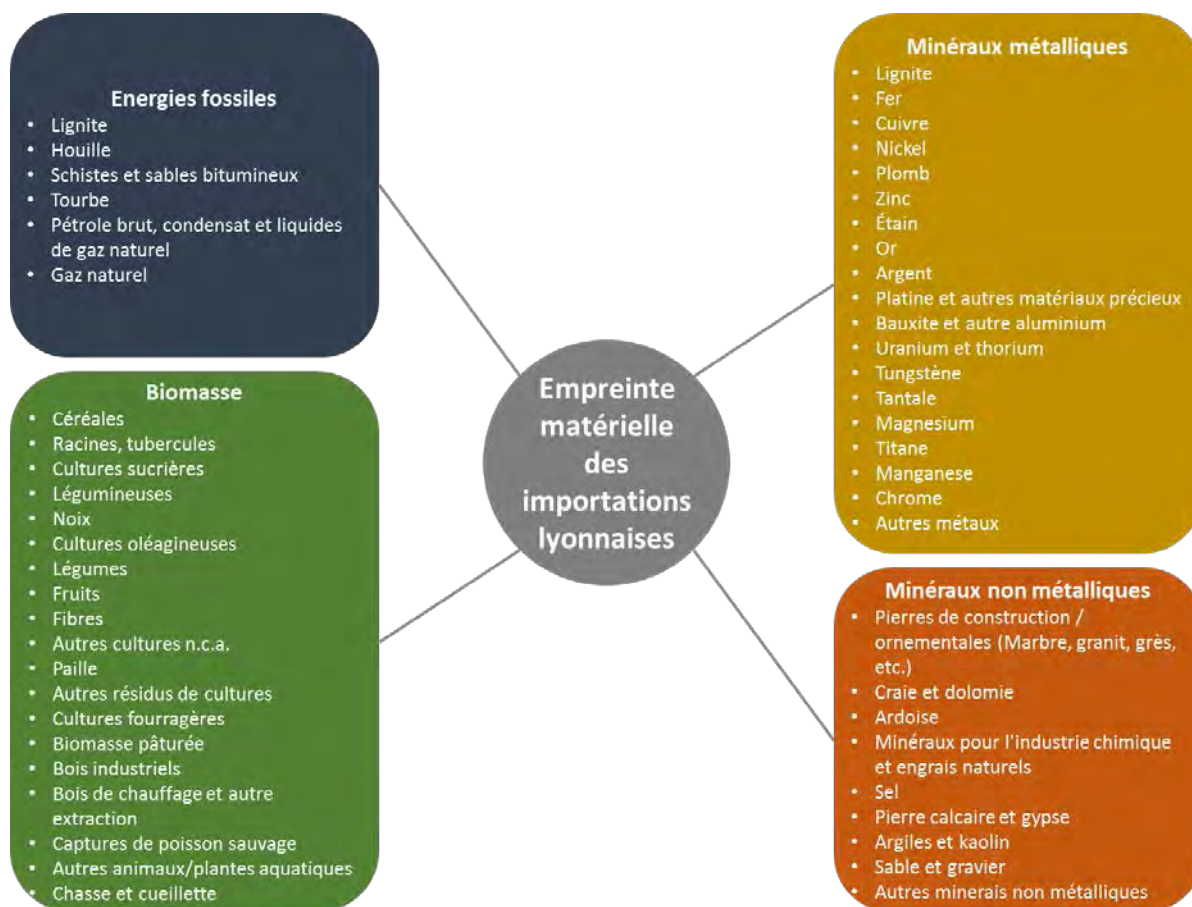 Energies fossiles
• Lignite
• Houille
• Schistes et sables bitumineux
• Tourbe
• Pétrole brut, condensat et liquides
de gaz naturel
• Gaz naturel
Biomasse
• Céréales
• Racines, tubercules
• Cultures sucrières
• Légumineuses
• Noix
• Cultures oléagineuses
• Légumes
• Fruits
• Fibres
• Autres cultures n.c.a.
• Paille
• Autres résidus de cultures
• Cultures fourragères
• Biomasse pâturée
• Bois industriels
• Bois de chauffage et autre
extraction
• Captures de poisson sauvage
• Autres animaux/plantes aquatiques
• Chasse et cueillette
Empreinte
matérielle
des
importations
lyonnaises
Minéraux métalliques
• Lignite
• Fer
• Cuivre
• Nickel
• Plomb
• Zinc
• Étain
• Or
• Argent
• Platine et autres matériaux précieux
• Bauxite et autre aluminium
• Uranium et thorium
• Tungstène
• Tantale
• Magnesium
• Titane
• Manganese
• Chrome
• Autres métaux
Minéraux non métalliques
• Pierres de construction /
ornementales (Marbre, granit, grès,
etc.)
• Craie et dolomie
• Ardoise
• Minéraux pour l'industrie chimique
et engrais naturels
• Sel
• Pierre calcaire et gypse
• Argiles et kaolin
• Sable et gravier
• Autres minerais non métalliques